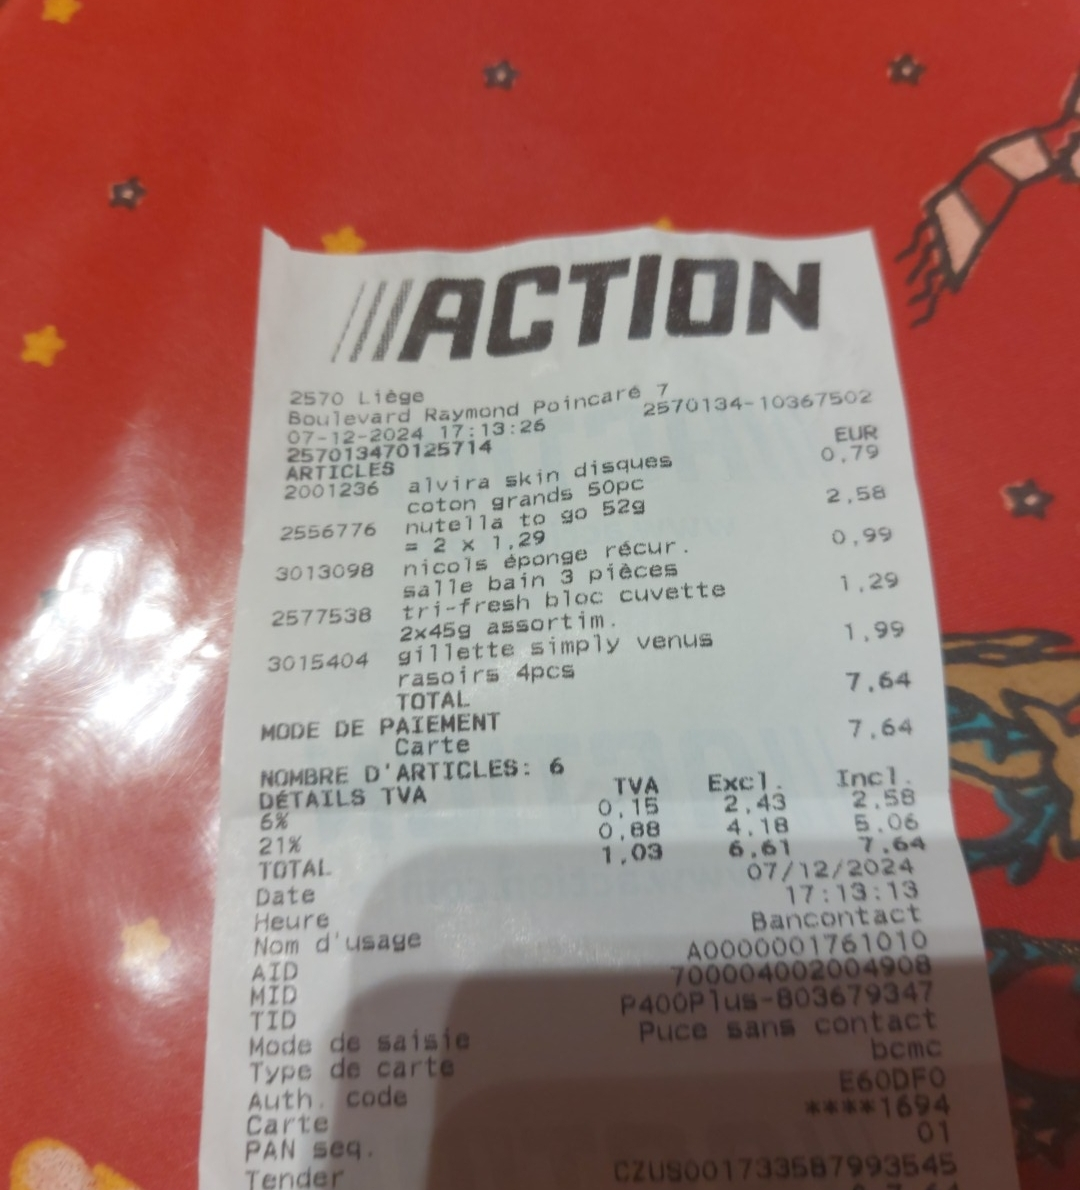 ///ACTION
2570 Liège
Boulevard Raymond Poincaré 7
07-12-2024 17:13:26 2570134-10367502
257013470125714
ARTICLES EUR
2001236 alvira skin disques 0,79
coton grands 50pc
2556776 nutella to go 52g 2,58
= 2 x 1,29
3013098 nicols éponge récur. 0,99
salle bain 3 pièces
2577538 tri-fresh bloc cuvette 1,29
2x45g assortim.
3015404 gillette simply venus 1,99
rasoirs 4pcs
TOTAL 7,64
MODE DE PAIEMENT
Carte 7,64
NOMBRE D'ARTICLES: 6
DÉTAILS TVA TVA Excl. Incl.
6% 0,15 2,43 2,58
21% 0,88 4,18 5,06
TOTAL 1,03 6,61 7,64
Date 07/12/2024
Heure 17:13:13
Nom d'usage Bancontact
AID A0000001761010
MID 700004002004908
TID P400Plus-803679347
Mode de saisie Puce sans contact
Type de carte bcmc
Auth. code E60DF0
Carte ****1694
PAN seq. 01
Tender CZUS001733587993545